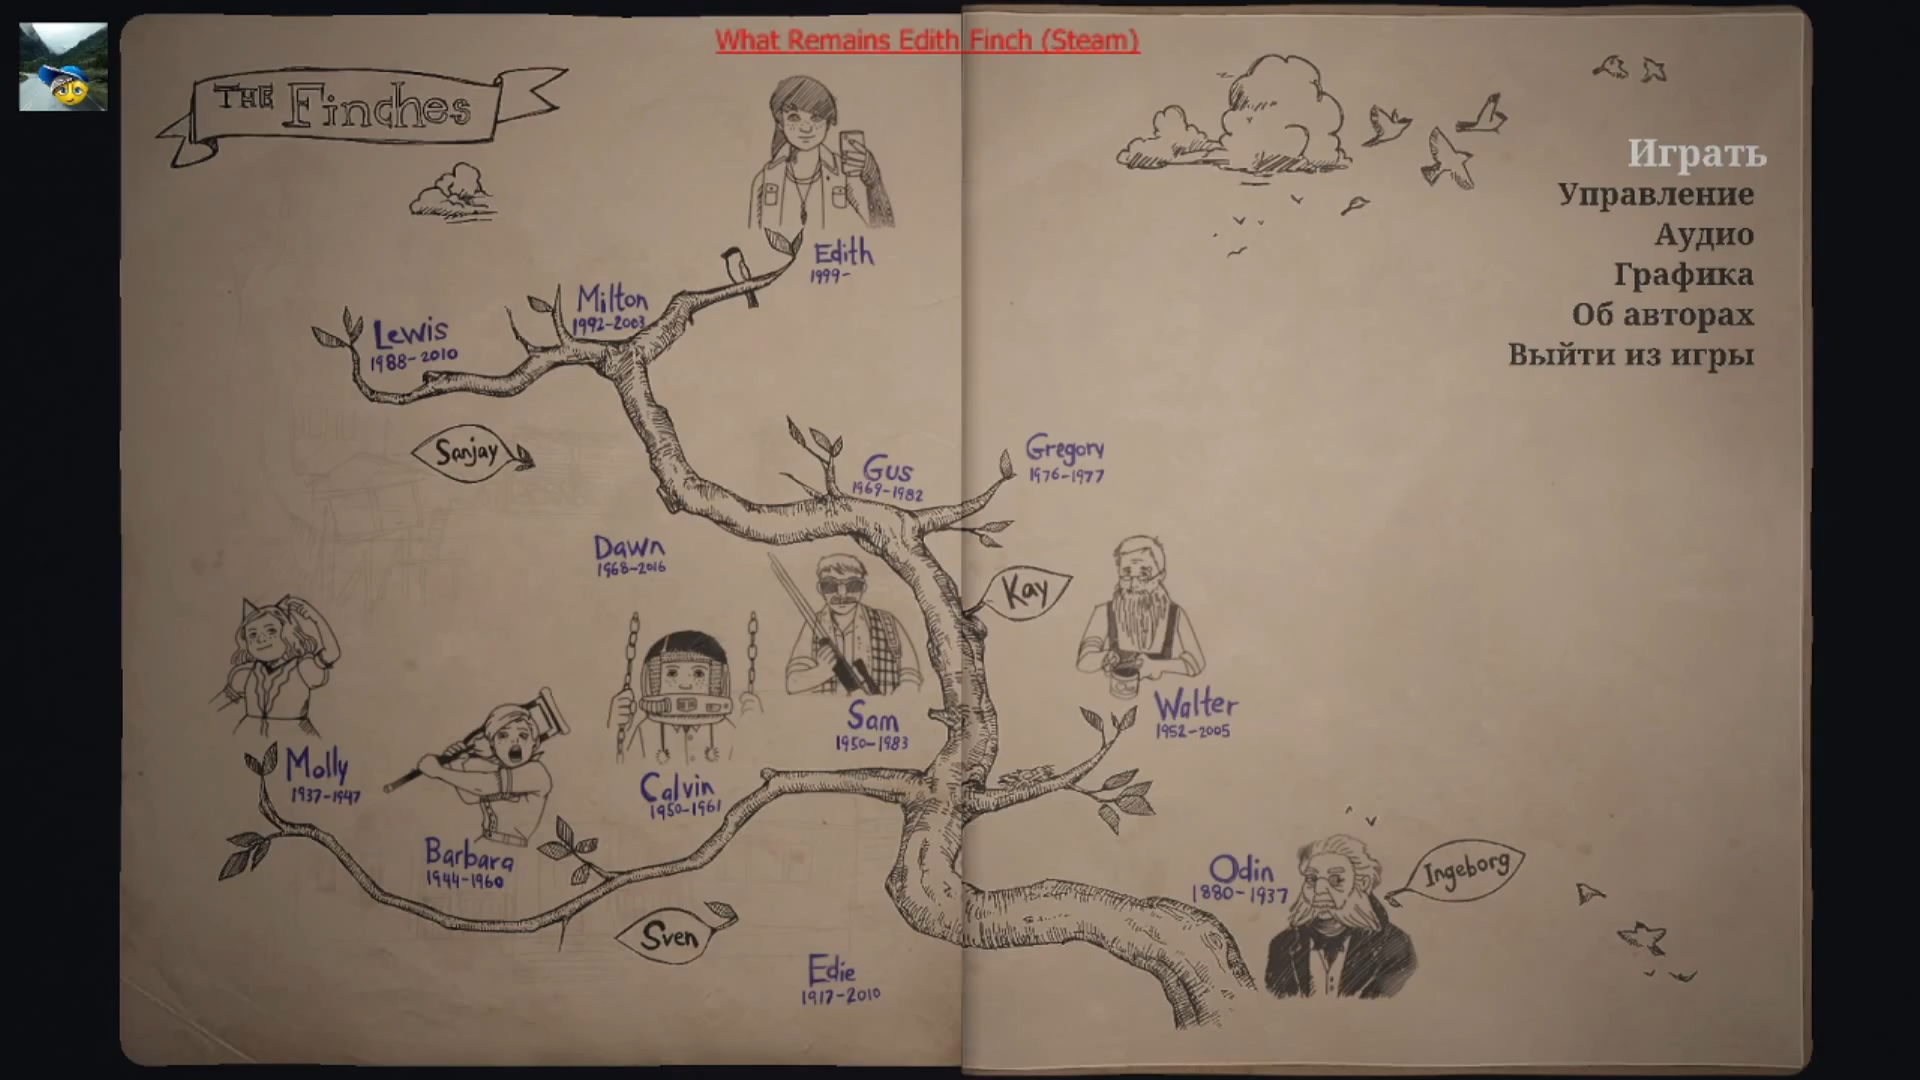 What Remains Edith Finch (Steam)
THE Finches
Играть
Управление
Аудио
Графика
Об авторах
Выйти из игры
Edith
1999-
Milton
1992-2003
Lewis
1988-2010
Sanjay
Gus
1969-1982
Gregory
1976-1977
Dawn
1968-2016
Kay
Sam
1950-1983
Walter
1952-2005
Molly
1937-1947
Calvin
1950-1961
Barbara
1944-1960
Odin
1880-1937
Ingeborg
Sven
Edie
1917-2010